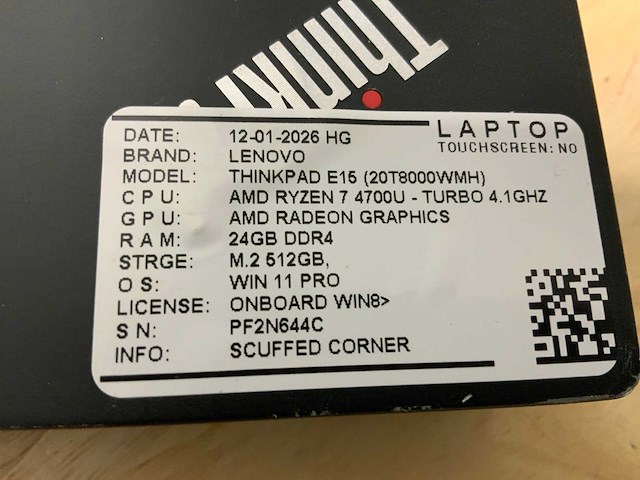 ThinkP
LAPTOP
TOUCHSCREEN: NO
DATE: 12-01-2026 HG
BRAND: LENOVO
MODEL: THINKPAD E15 (20T8000WMH)
CPU: AMD RYZEN 7 4700U - TURBO 4.1GHZ
GPU: AMD RADEON GRAPHICS
RAM: 24GB DDR4
STRGE: M.2 512GB,
OS: WIN 11 PRO
LICENSE: ONBOARD WIN8>
SN: PF2N644C
INFO: SCUFFED CORNER